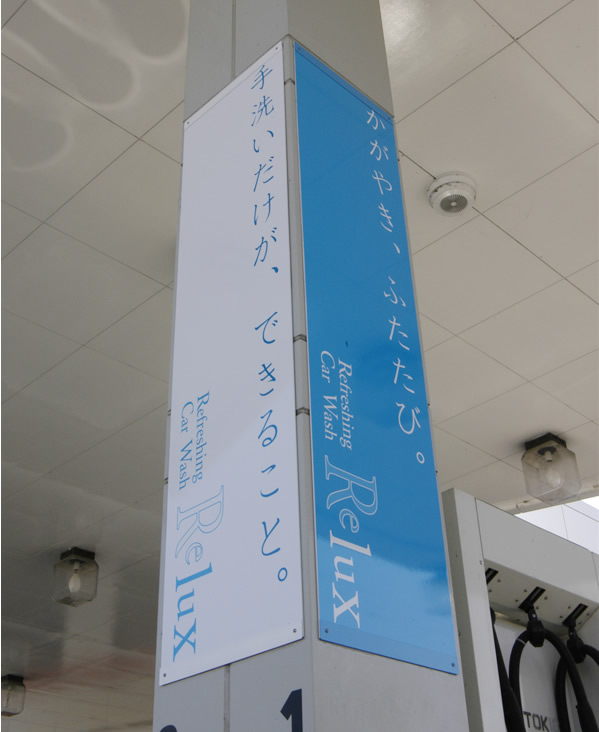 手洗いだけが、できること。
Refreshing
Car Wash
Relux
かがやき、ふたたび。
Refreshing
Car Wash
Relux
1
TOK